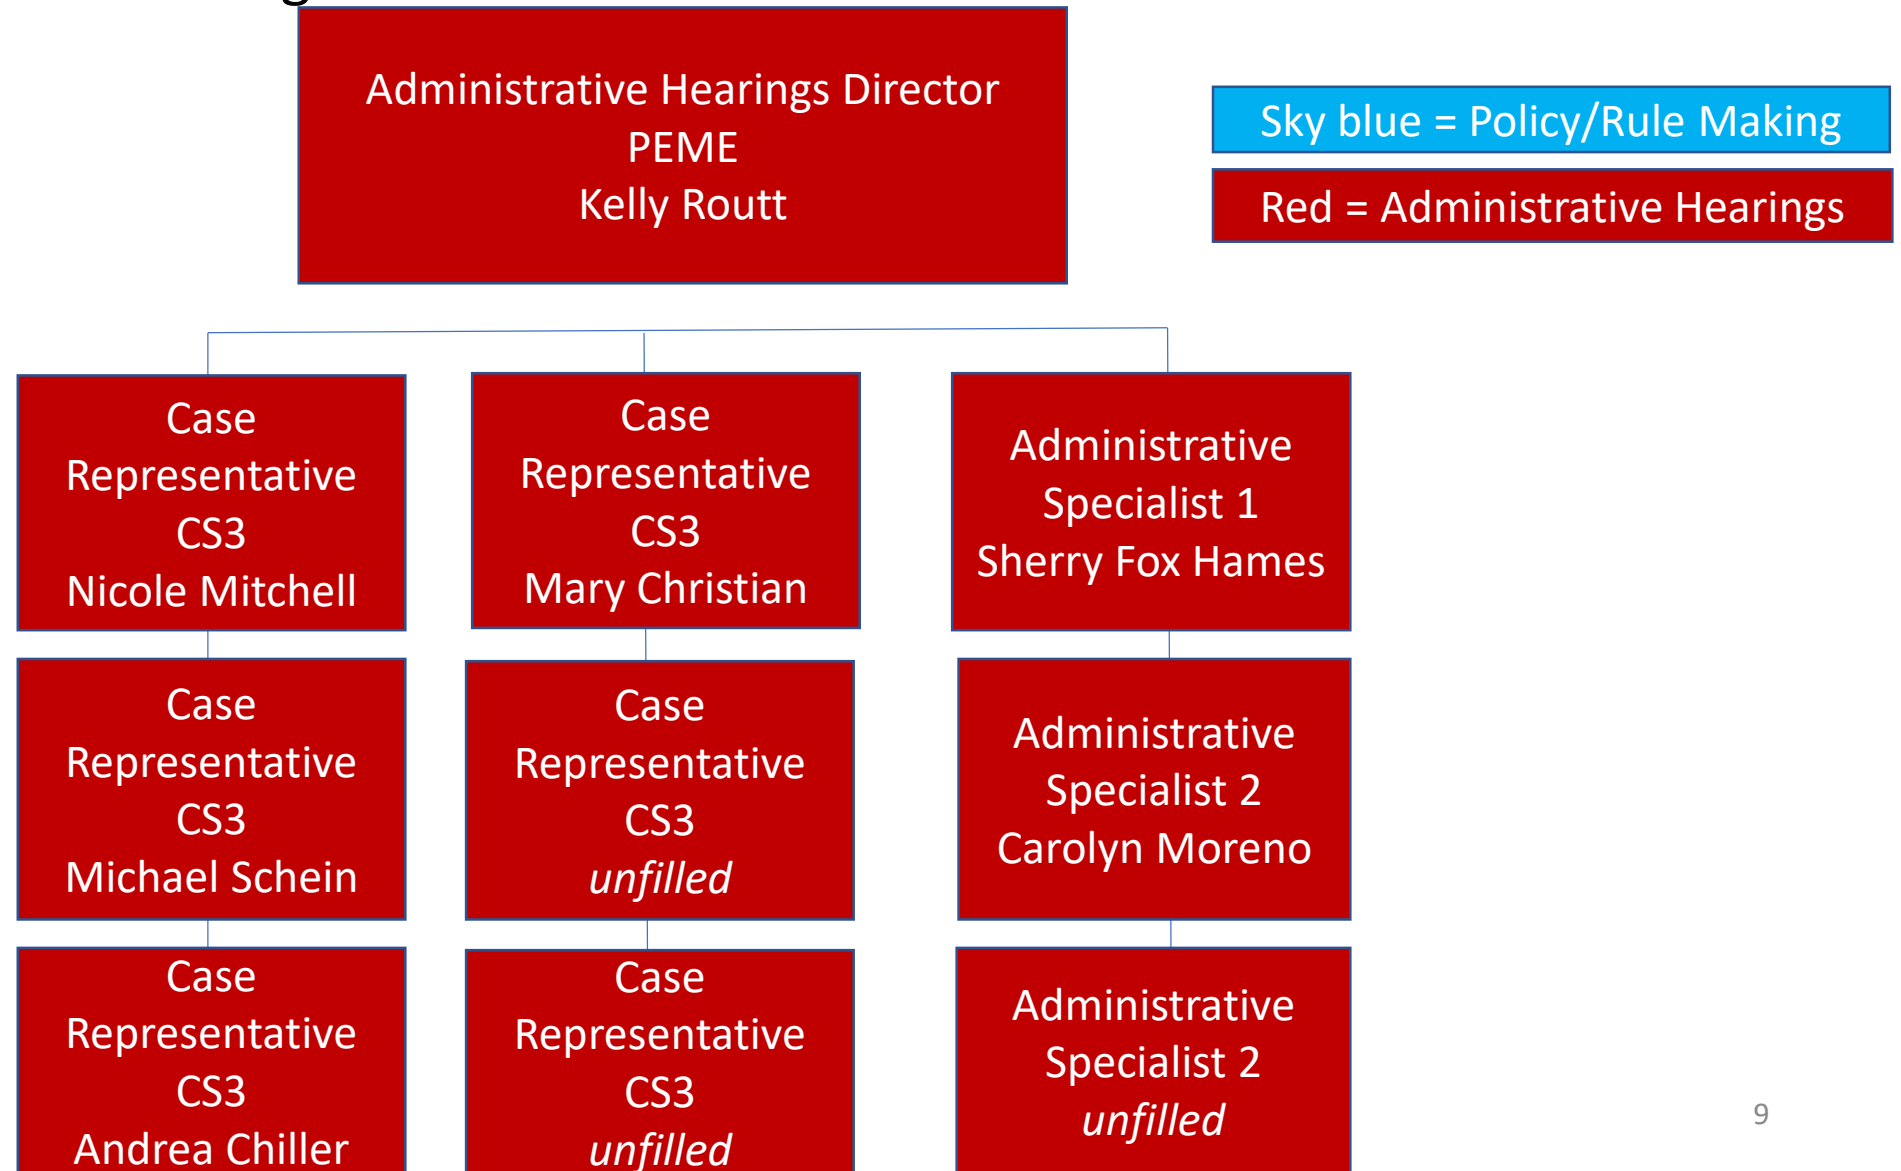 Administrative Hearings Director
PEME
Kelly Routt
Sky blue = Policy/Rule Making
Red = Administrative Hearings
Case
Representative
CS3
Nicole Mitchell
Case
Representative
CS3
Mary Christian
Administrative
Specialist 1
Sherry Fox Hames
Case
Representative
CS3
Michael Schein
Case
Representative
CS3
unfilled
Administrative
Specialist 2
Carolyn Moreno
Case
Representative
CS3
Andrea Chiller
Case
Representative
CS3
unfilled
Administrative
Specialist 2
unfilled
9